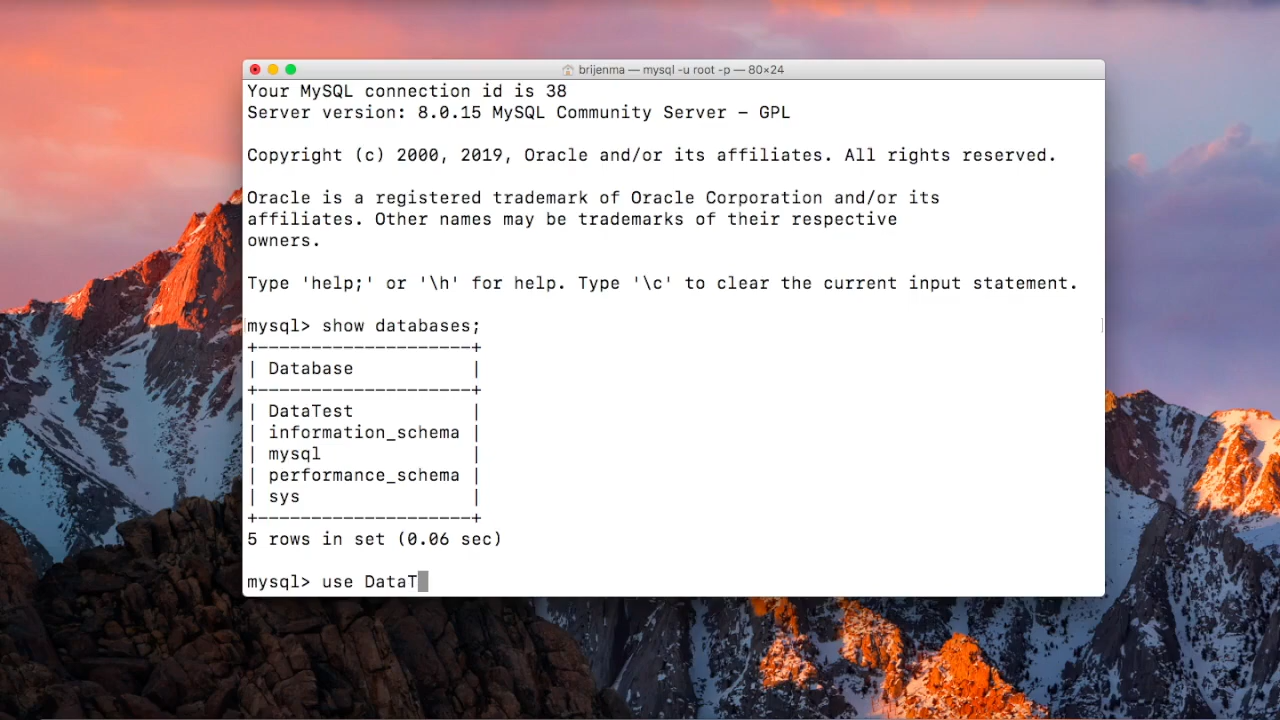 brijenma — mysql -u root -p — 80×24
Your MySQL connection id is 38
Server version: 8.0.15 MySQL Community Server - GPL
Copyright (c) 2000, 2019, Oracle and/or its affiliates. All rights reserved.
Oracle is a registered trademark of Oracle Corporation and/or its
affiliates. Other names may be trademarks of their respective
owners.
Type 'help;' or '\h' for help. Type '\c' to clear the current input statement.
mysql> show databases;
+--------------------+
| Database           |
+--------------------+
| DataTest           |
| information_schema |
| mysql              |
| performance_schema |
| sys                |
+--------------------+
5 rows in set (0.06 sec)
mysql> use DataT